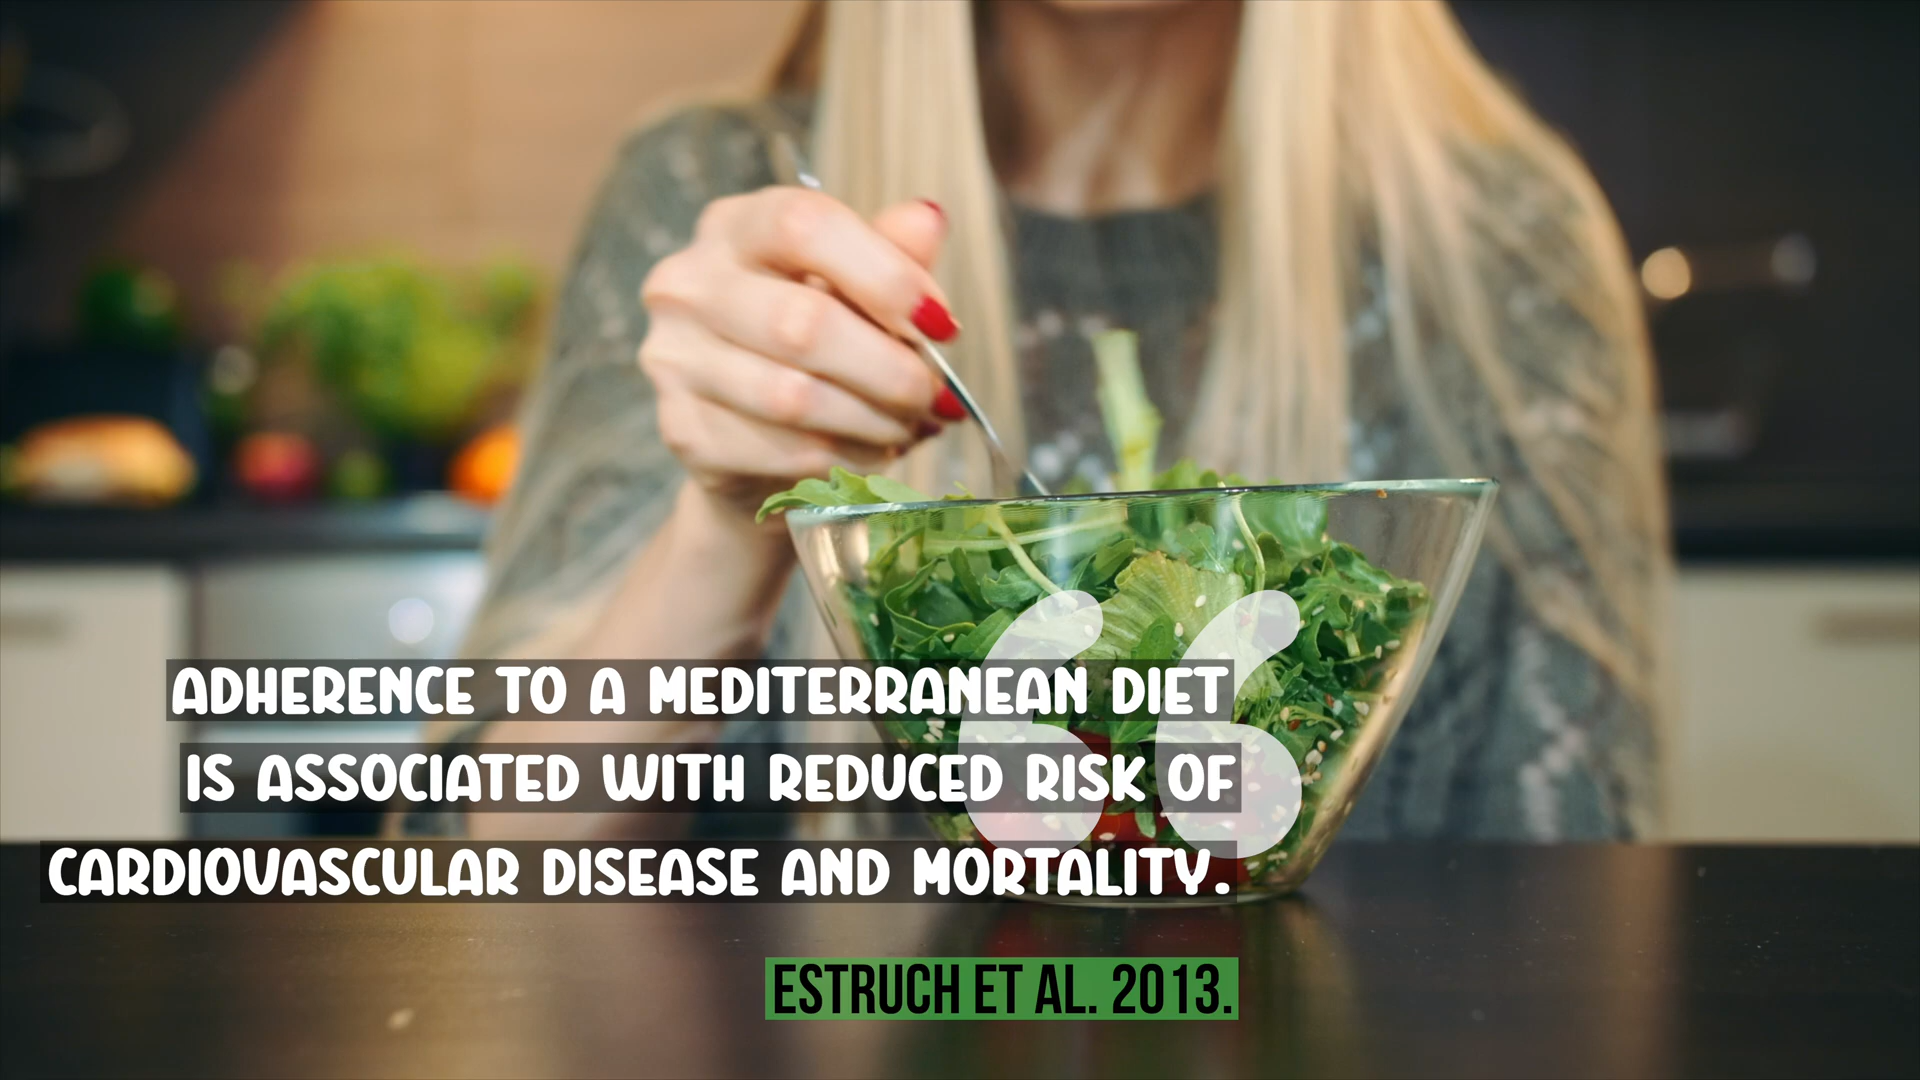 ADHERENCE TO A MEDITERRANEAN DIET
IS ASSOCIATED WITH REDUCED RISK OF
CARDIOVASCULAR DISEASE AND MORTALITY.
ESTRUCH ET AL. 2013.